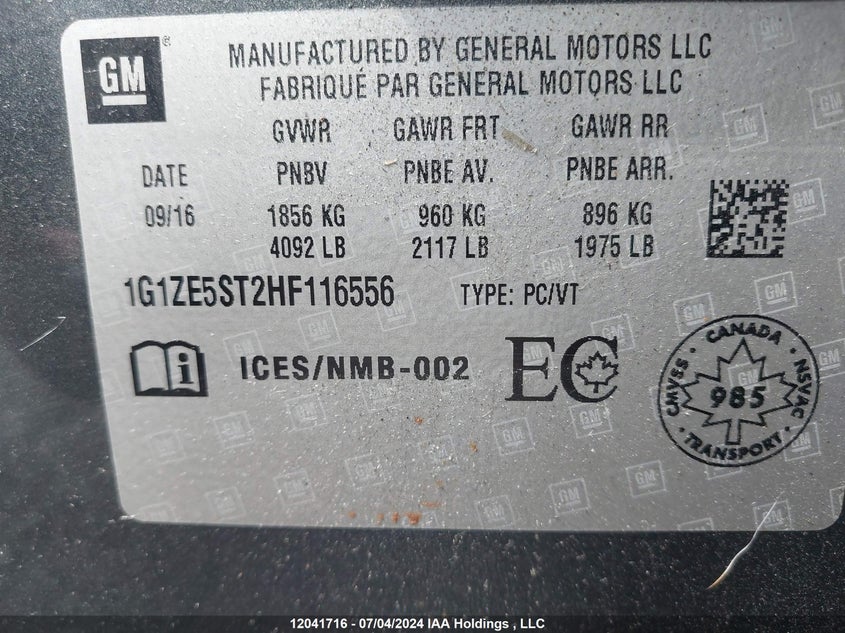 GM
MANUFACTURED BY GENERAL MOTORS LLC
FABRIQUÉ PAR GENERAL MOTORS LLC
GVWR GAWR FRT GAWR RR
DATE PNBV PNBE AV. PNBE ARR.
09/16 1856 KG 960 KG 896 KG
4092 LB 2117 LB 1975 LB
1G1ZE5ST2HF116556 TYPE: PC/VT
i ICES/NMB-002 EC
CMVSS · CANADA · NSVAC
985
· TRANSPORT ·
12041716 - 07/04/2024 IAA Holdings , LLC